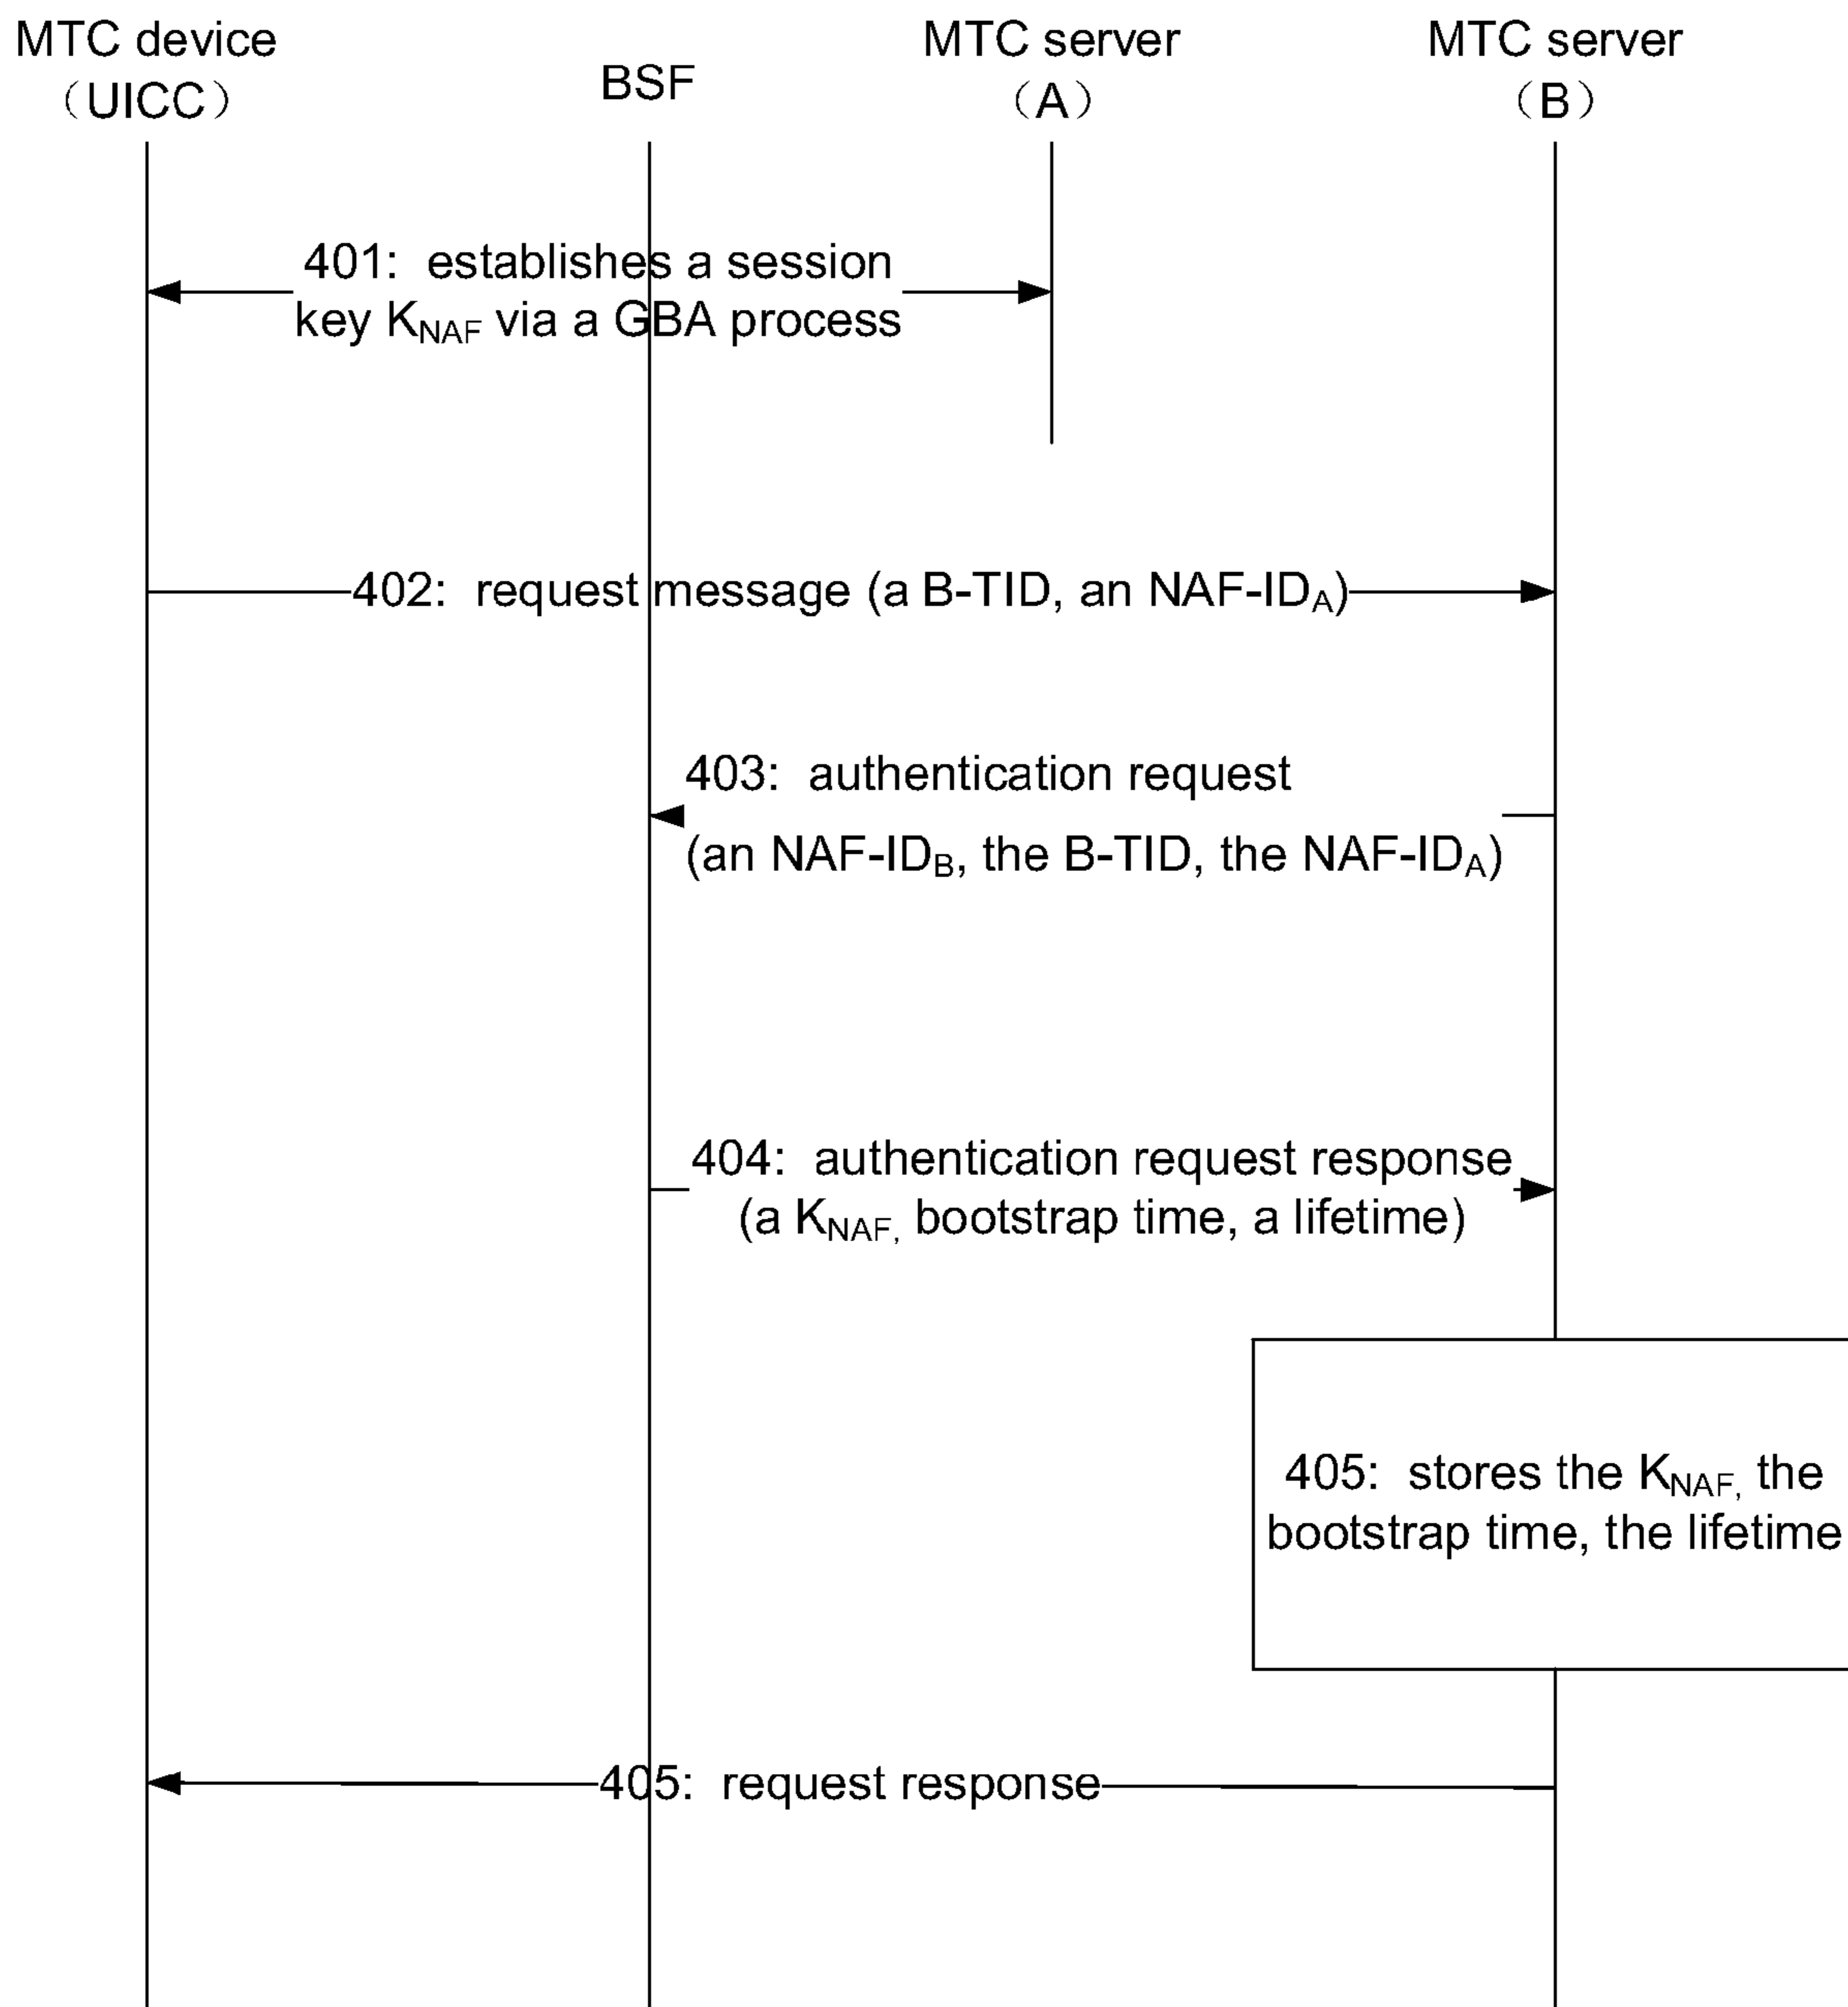 MTC device
（UICC）
BSF
MTC server
（A）
MTC server
（B）
401: establishes a session
key KNAF via a GBA process
402: request message (a B-TID, an NAF-IDA)
403: authentication request
(an NAF-IDB, the B-TID, the NAF-IDA)
404: authentication request response
(a KNAF, bootstrap time, a lifetime)
405: stores the KNAF, the
bootstrap time, the lifetime
405: request response